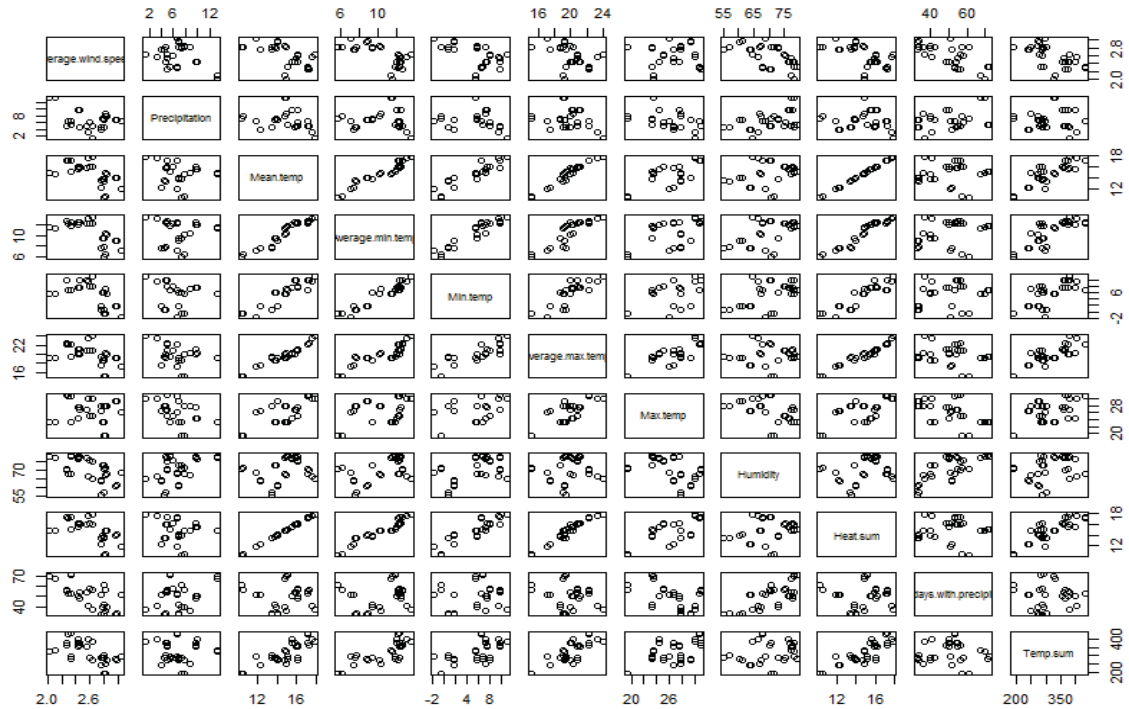 2 6 12 6 10 16 20 24 55 65 75 40 60
erage.wind.spee 2.0 2.8
2 8 Precipitation
Mean.temp 12 18
6 10 Average.min.temp
Min.temp -2 6
16 22 verage.max.temp
Max.temp 20 28
55 70 Humidity
Heat.sum 12 18
40 70 days.with.precipi
Temp.sum 200 400
2.0 2.6 12 16 -2 4 8 20 26 12 16 200 350